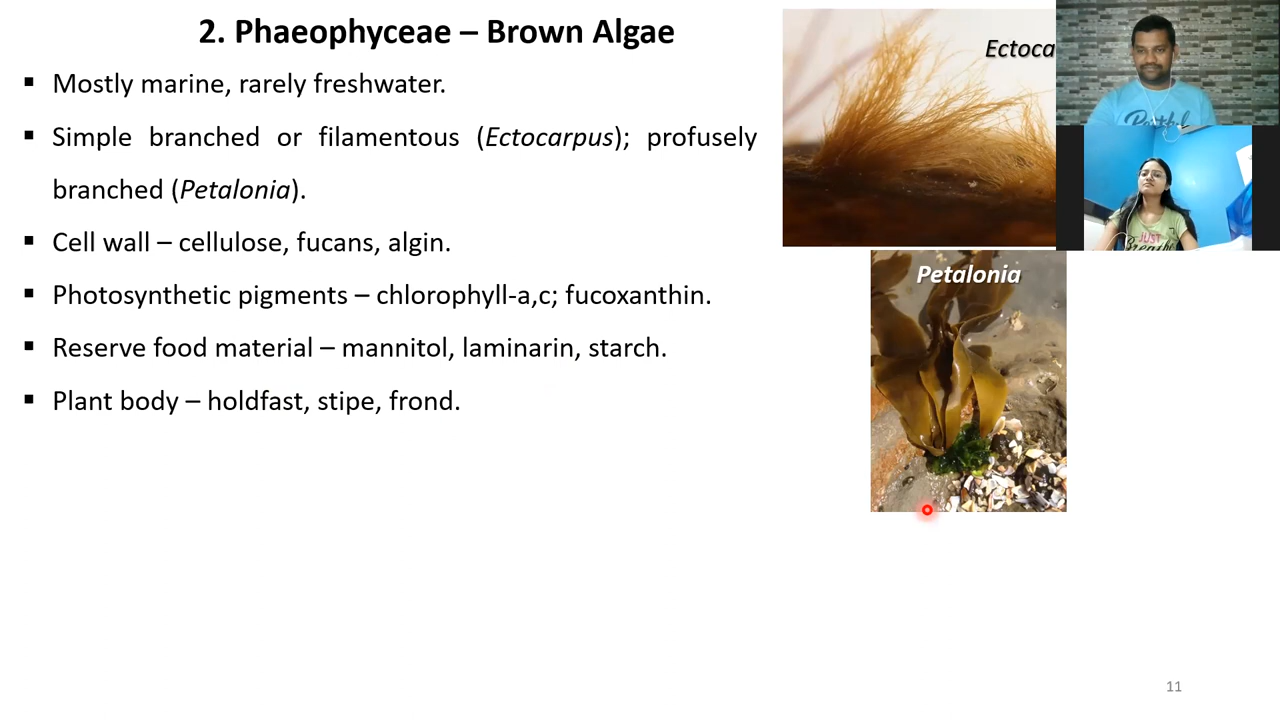 2. Phaeophyceae – Brown Algae
▪ Mostly marine, rarely freshwater.
▪ Simple branched or filamentous (Ectocarpus); profusely
branched (Petalonia).
▪ Cell wall – cellulose, fucans, algin.
▪ Photosynthetic pigments – chlorophyll-a,c; fucoxanthin.
▪ Reserve food material – mannitol, laminarin, starch.
▪ Plant body – holdfast, stipe, frond.
Ectoca
JUST
Breathe
Petalonia
11